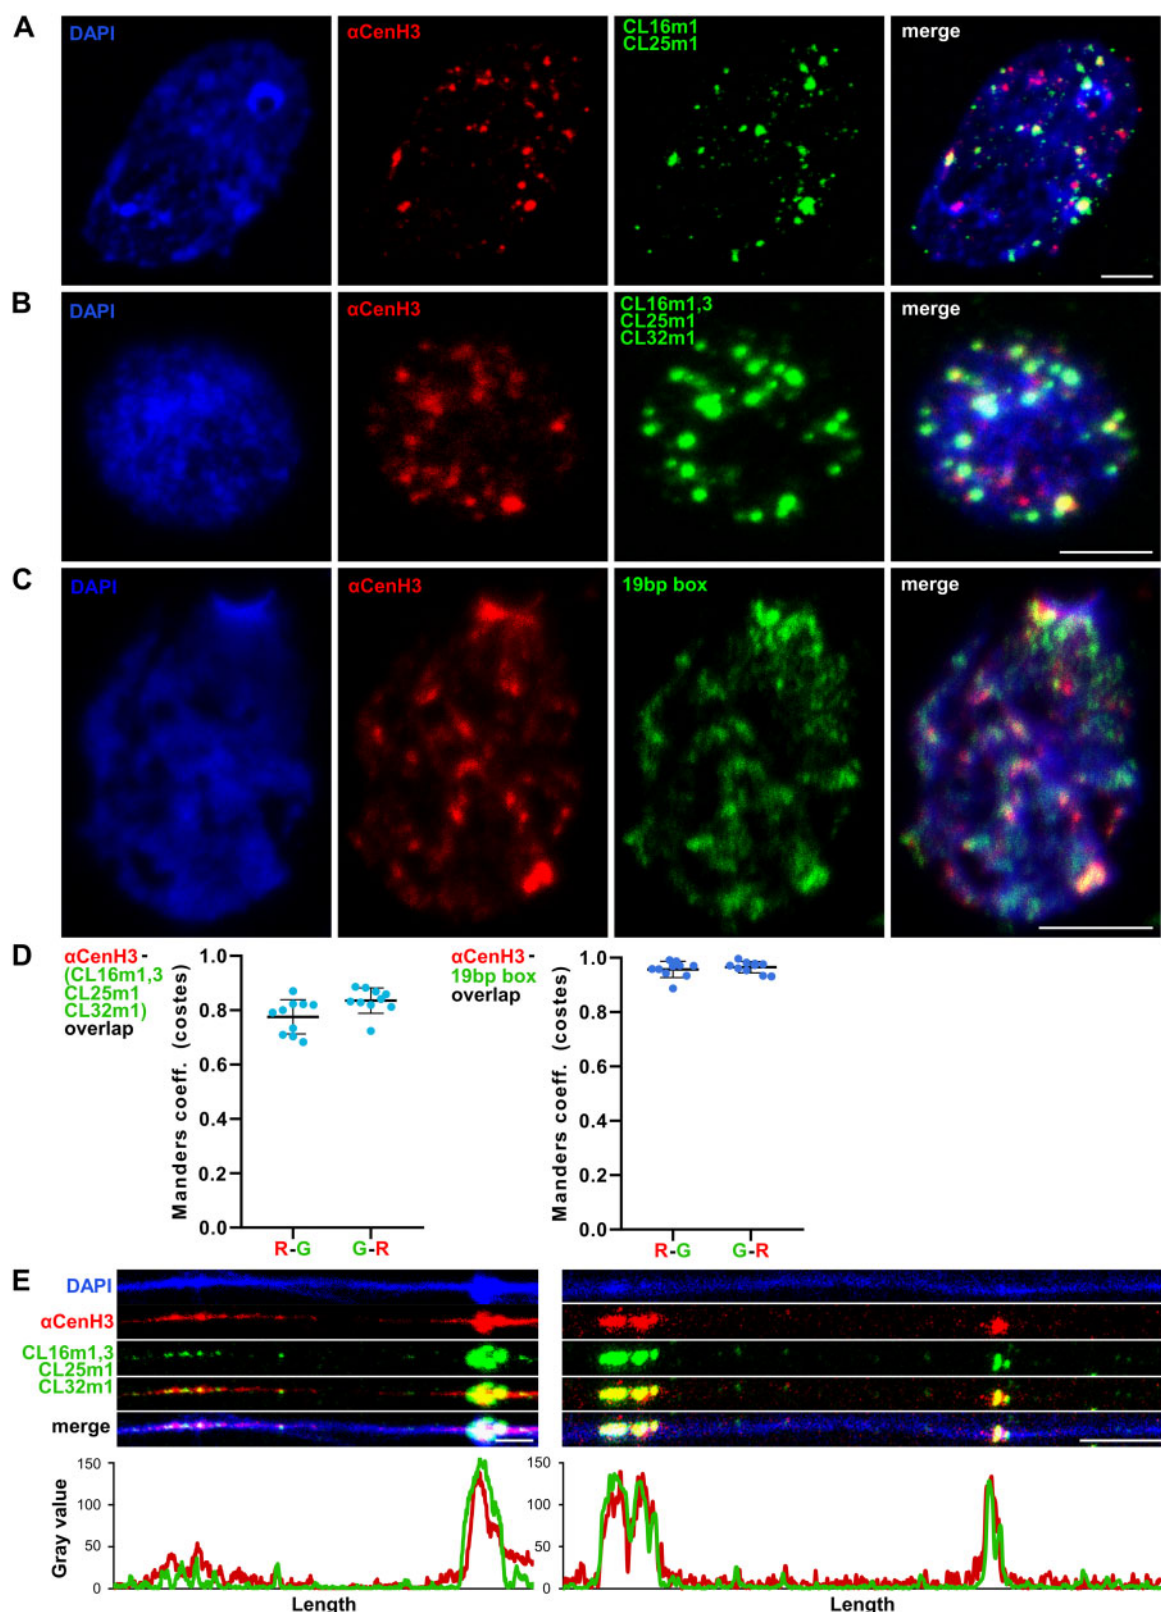 A
DAPI
αCenH3
CL16m1
CL25m1
merge
B
DAPI
αCenH3
CL16m1,3
CL25m1
CL32m1
merge
C
DAPI
αCenH3
19bp box
merge
D
αCenH3 -
(CL16m1,3
CL25m1
CL32m1)
overlap
Manders coeff. (costes)
1.0
0.8
0.6
0.4
0.2
0.0
R-G
G-R
αCenH3 -
19bp box
overlap
Manders coeff. (costes)
1.0
0.8
0.6
0.4
0.2
0.0
R-G
G-R
E
DAPI
αCenH3
CL16m1,3
CL25m1
CL32m1
merge
Gray value
150
100
50
0
Length
150
100
50
0
Length